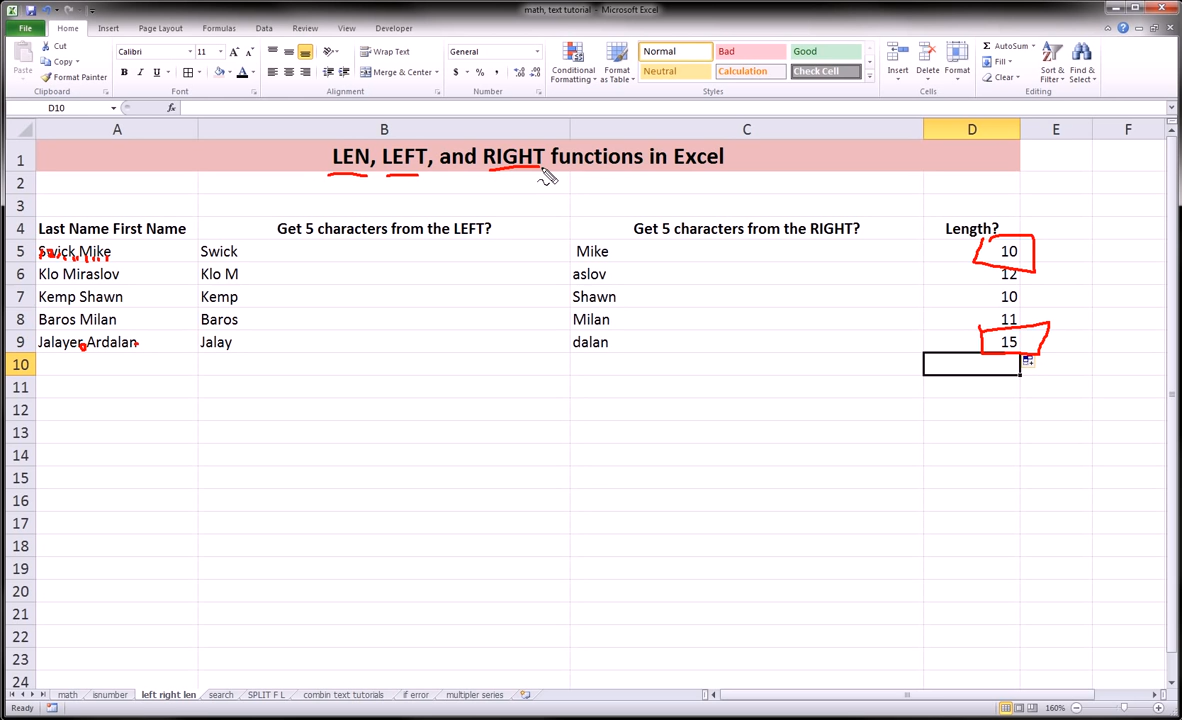 math, text tutorial - Microsoft Excel
File Home Insert Page Layout Formulas Data Review View Developer
Cut
Copy
Format Painter
Paste
Clipboard
Calibri 11
B I U
Font
Wrap Text
Merge & Center
Alignment
General
$ % ,
Number
Conditional Formatting
Format as Table
Normal Bad Good
Neutral Calculation Check Cell
Styles
Insert Delete Format
Cells
AutoSum
Fill
Clear
Sort & Filter
Find & Select
Editing
D10 fx
A B C D E F
1 LEN, LEFT, and RIGHT functions in Excel
2
3
4 Last Name First Name Get 5 characters from the LEFT? Get 5 characters from the RIGHT? Length?
5 Swick Mike Swick Mike 10
6 Klo Miraslov Klo M aslov 12
7 Kemp Shawn Kemp Shawn 10
8 Baros Milan Baros Milan 11
9 Jalayer Ardalan Jalay dalan 15
10
11
12
13
14
15
16
17
18
19
20
21
22
23
24
math isnumber left right len search SPLIT F L combin text tutorials if error multipler series
Ready 160%